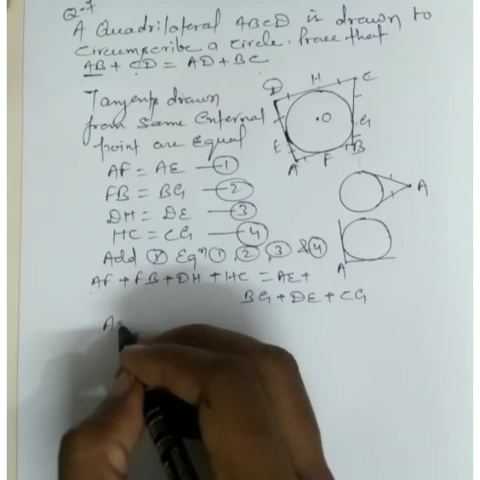 Q-7
A Quadrilateral ABCD is drawn to
circumscribe a circle. Prove that
AB + CD = AD + BC
Tangents drawn
from same external
point are equal
AF = AE — ①
FB = BG — ②
DH = DE — ③
HC = CG — ④
Add Eqn ①, ②, ③ & ④
AF + FB + DH + HC = AE +
BG + DE + CG
A
D
H
C
O
G
E
B
A
F
A
A